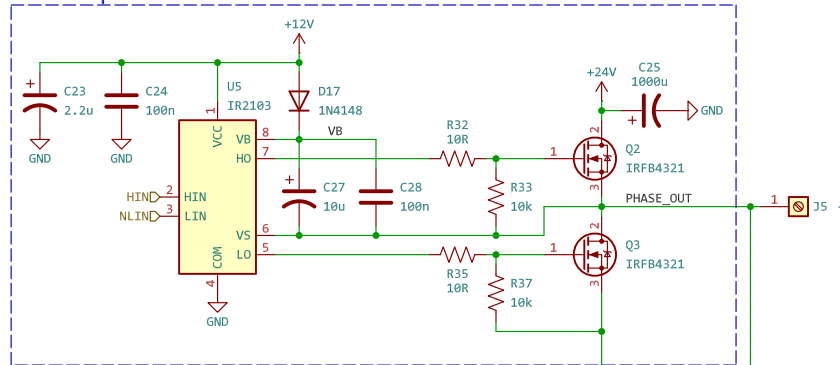 +12V
+24V
C25
1000u
GND
C23
2.2u
C24
100n
U5
IR2103
D17
1N4148
GND
GND
1
VCC
VB
8
VB
HO
7
R32
10R
1
2
Q2
IRFB4321
3
HIN
2
HIN
NLIN
3
LIN
C27
10u
C28
100n
R33
10k
PHASE_OUT
1
J5
VS
6
LO
5
COM
4
GND
R35
10R
R37
10k
1
2
Q3
IRFB4321
3